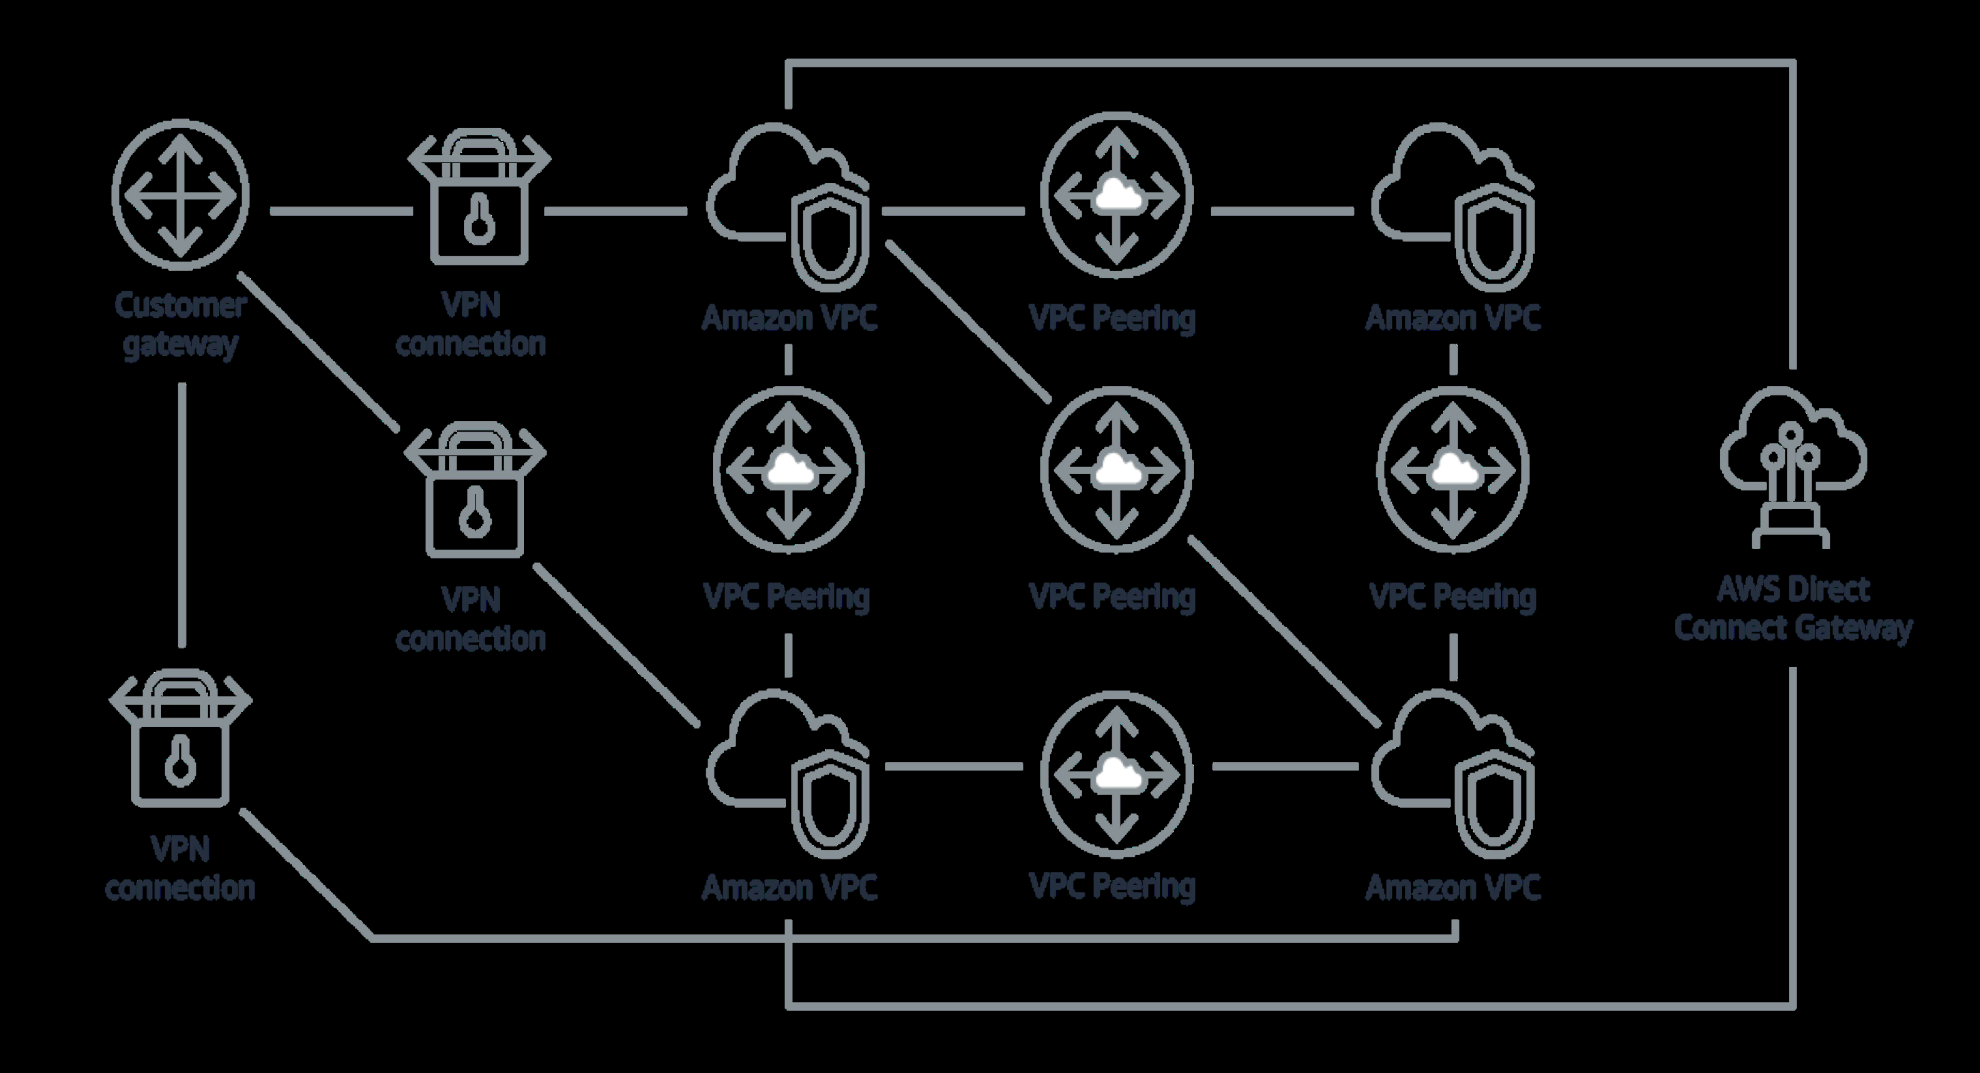 Customer
gateway
VPN
connection
Amazon VPC
VPC Peering
Amazon VPC
VPN
connection
VPC Peering
VPC Peering
VPC Peering
AWS Direct
Connect Gateway
VPN
connection
Amazon VPC
VPC Peering
Amazon VPC